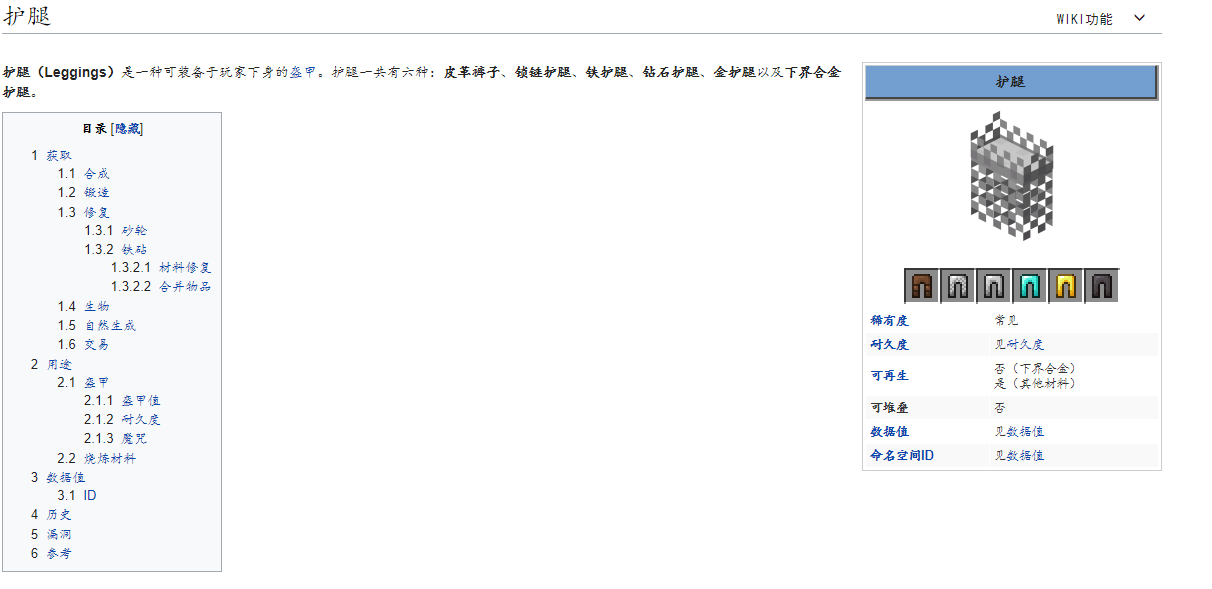 护腿
WIKI功能
护腿（Leggings）是一种可装备于玩家下身的盔甲。护腿一共有六种：皮革裤子、锁链护腿、铁护腿、钻石护腿、金护腿以及下界合金
护腿。
目录 [隐藏]
1 获取
1.1 合成
1.2 锻造
1.3 修复
1.3.1 砂轮
1.3.2 铁砧
1.3.2.1 材料修复
1.3.2.2 合并物品
1.4 生物
1.5 自然生成
1.6 交易
2 用途
2.1 盔甲
2.1.1 盔甲值
2.1.2 耐久度
2.1.3 魔咒
2.2 烧炼材料
3 数据值
3.1 ID
4 历史
5 漏洞
6 参考
护腿
稀有度 常见
耐久度 见耐久度
可再生 否（下界合金）
是（其他材料）
可堆叠 否
数据值 见数据值
命名空间ID 见数据值